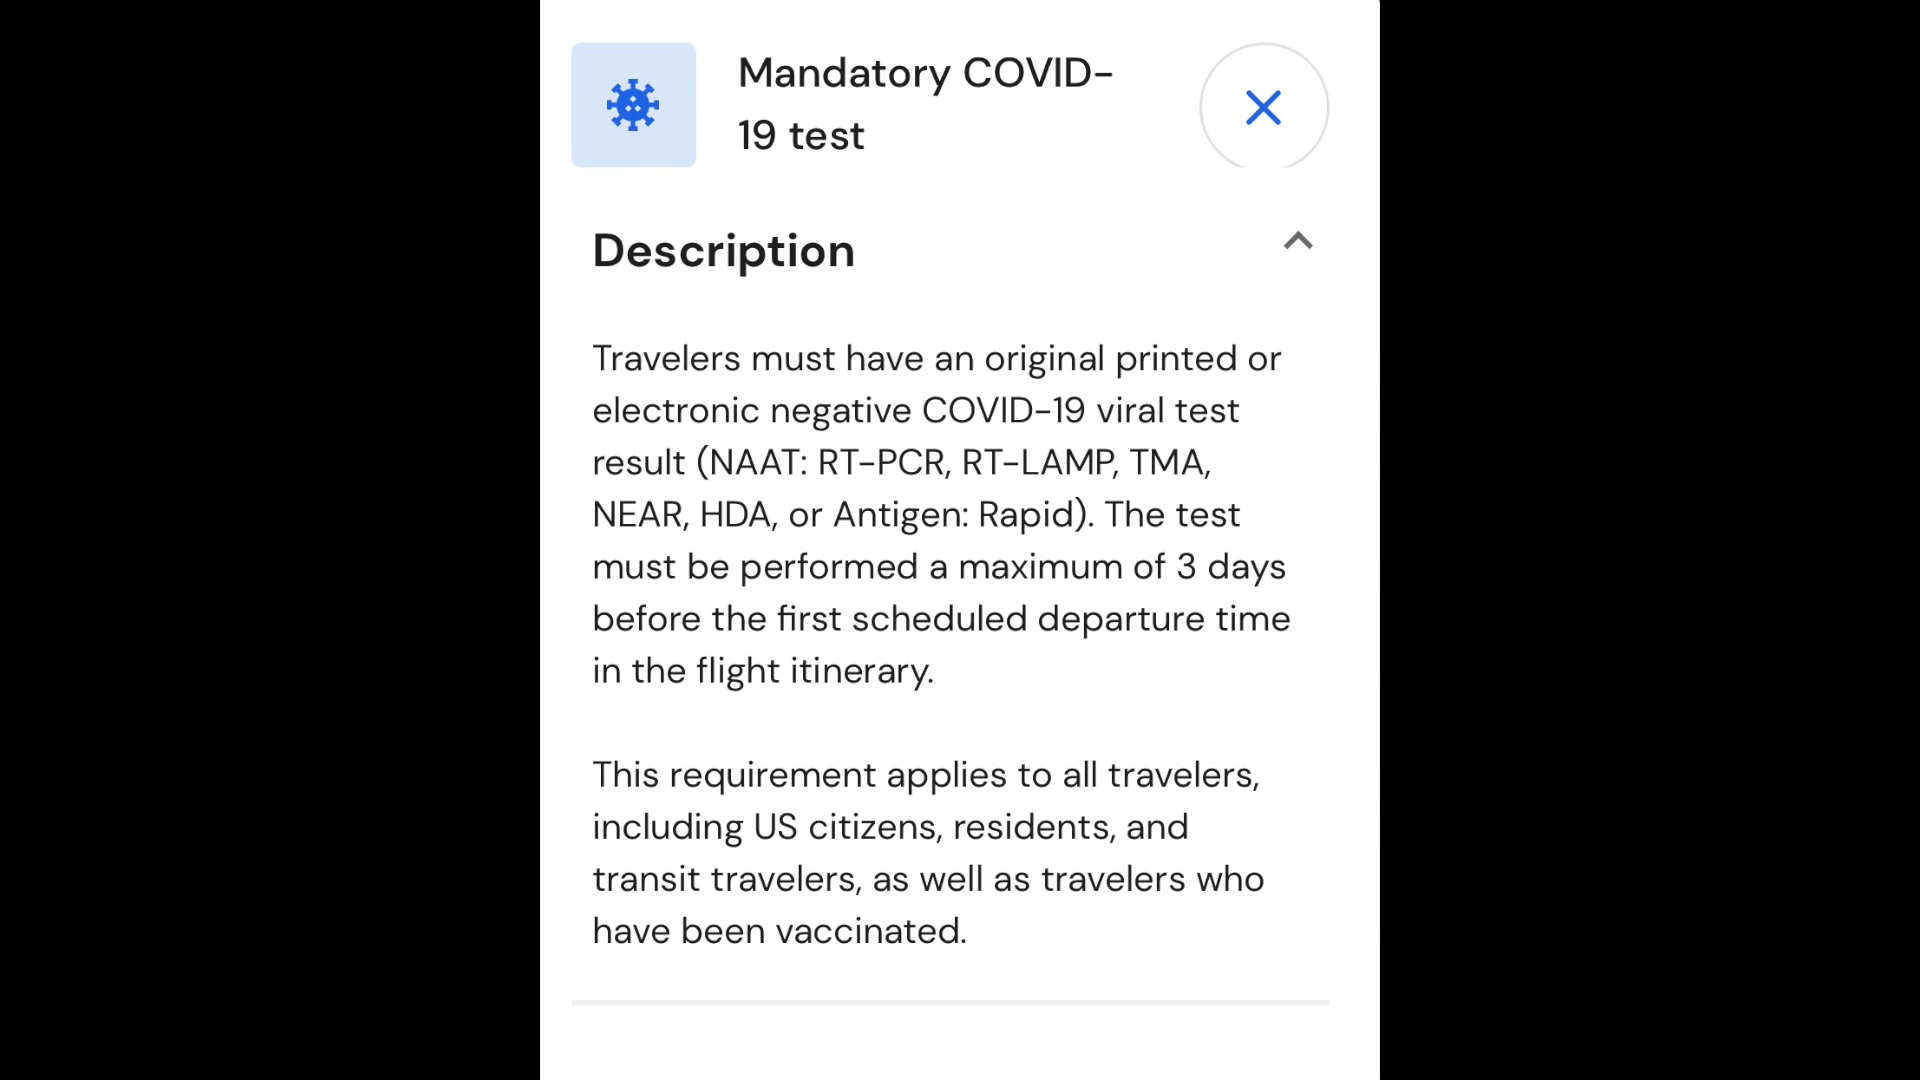 Mandatory COVID-
19 test
Description
Travelers must have an original printed or
electronic negative COVID-19 viral test
result (NAAT: RT-PCR, RT-LAMP, TMA,
NEAR, HDA, or Antigen: Rapid). The test
must be performed a maximum of 3 days
before the first scheduled departure time
in the flight itinerary.
This requirement applies to all travelers,
including US citizens, residents, and
transit travelers, as well as travelers who
have been vaccinated.